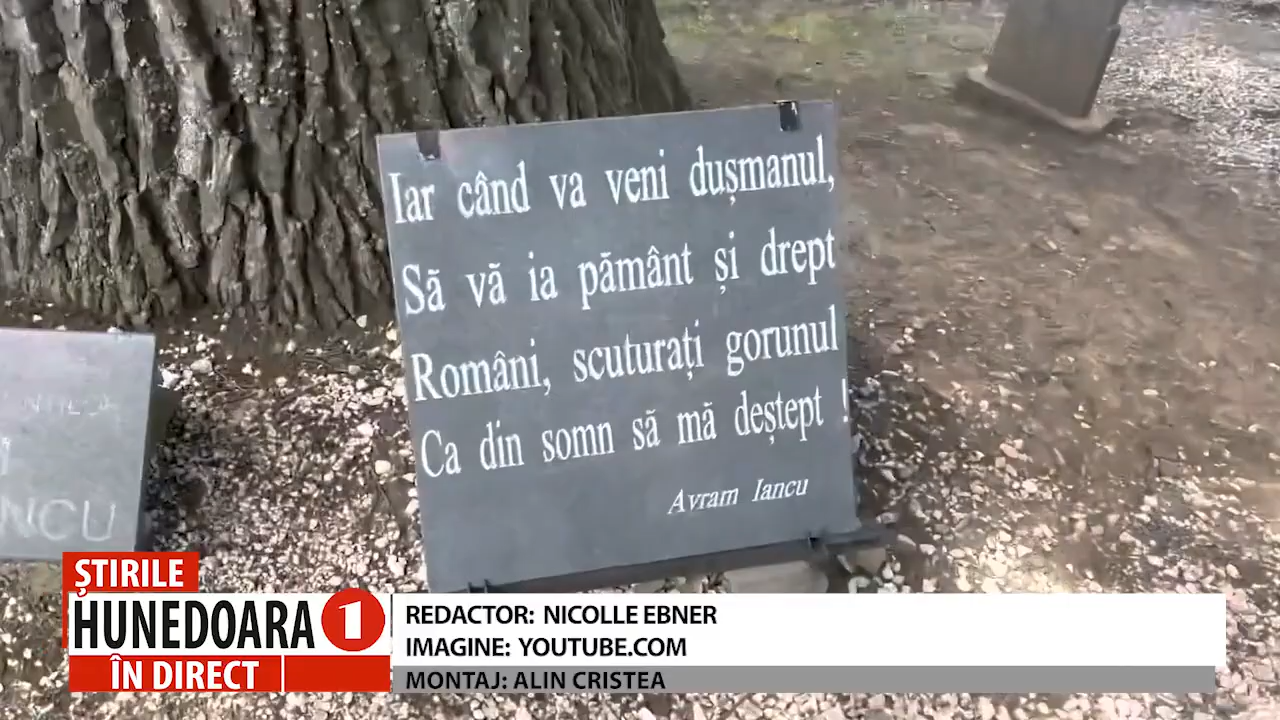 Iar când va veni dușmanul,
Să vă ia pământ și drept
Români, scuturați gorunul
Ca din somn să mă deștept !
Avram Iancu
NCU
ȘTIRILE
HUNEDOARA 1
ÎN DIRECT
REDACTOR: NICOLLE EBNER
IMAGINE: YOUTUBE.COM
MONTAJ: ALIN CRISTEA